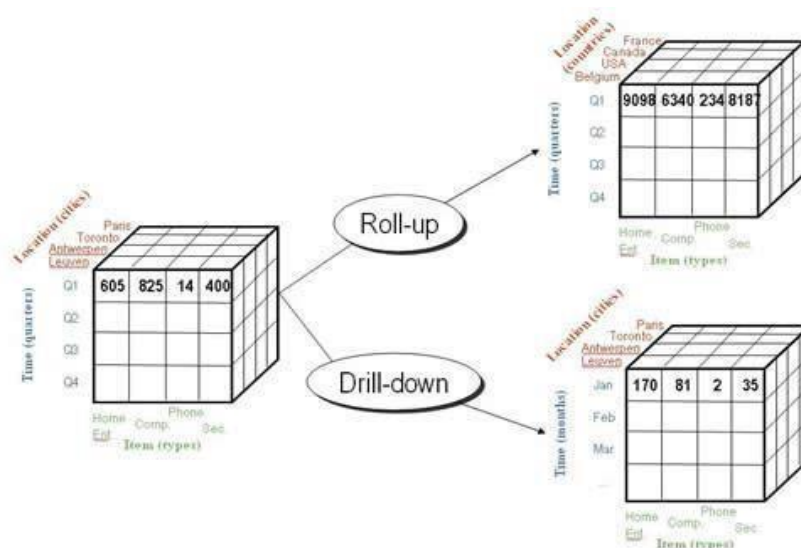 Location (cities)
Paris
Toronto
Antwerpen
Leuven
Time (quarters)
Q1 605 825 14 400
Q2
Q3
Q4
Home Ent
Comp.
Phone
Sec
Item (types)
Roll-up
Drill-down
Location (countries)
France
Canada
USA
Belgium
Time (quarters)
Q1 9098 6340 234 8187
Q2
Q3
Q4
Home Ent
Comp.
Phone
Sec
Item (types)
Location (cities)
Paris
Toronto
Antwerpen
Leuven
Time (months)
Jan 170 81 2 35
Feb
Mar
...
Home Ent
Comp.
Phone
Sec
Item (types)